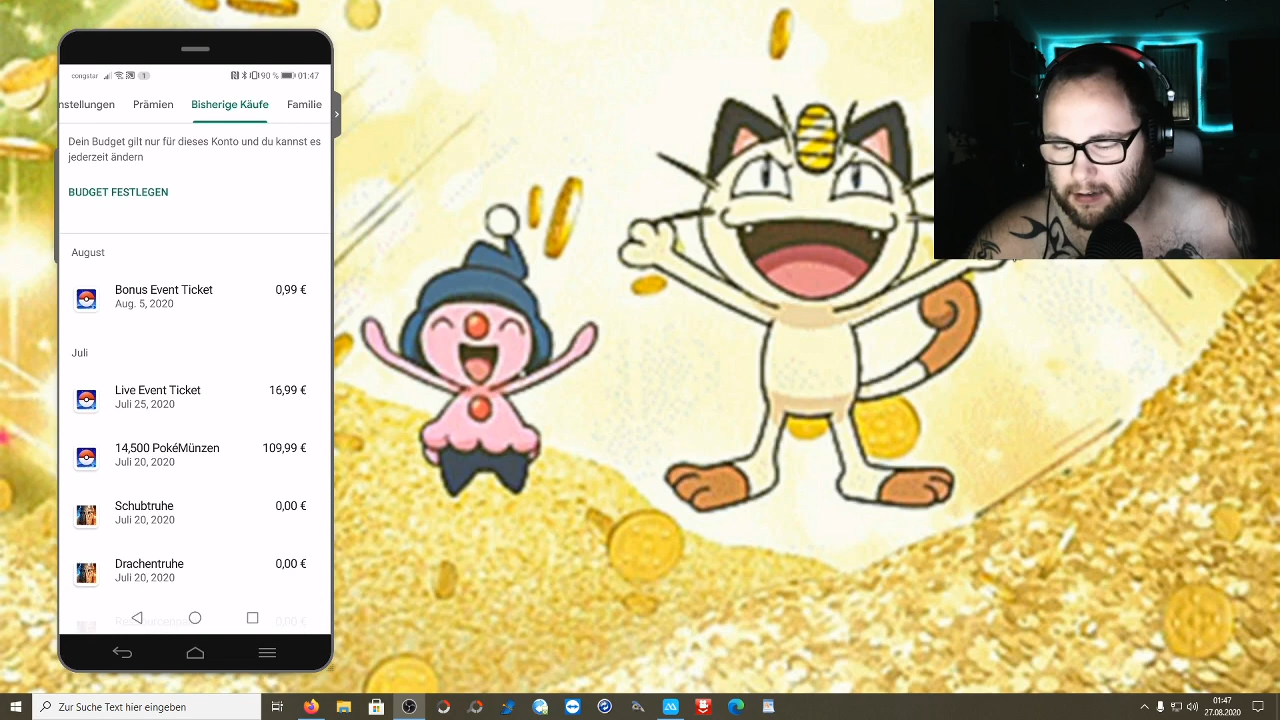 congstar
1
90 %
01:47
nstellungen
Prämien
Bisherige Käufe
Familie
Dein Budget gilt nur für dieses Konto und du kannst es
jederzeit ändern
BUDGET FESTLEGEN
August
Bonus Event Ticket
0,99 €
Aug. 5, 2020
Juli
Live Event Ticket
16,99 €
Juli 25, 2020
14,500 PokéMünzen
109,99 €
Juli 20, 2020
Schubtruhe
0,00 €
Juli 20, 2020
Drachentruhe
0,00 €
Juli 20, 2020
0,00 €
Zur Suche Text hier eingeben
01:47
27.08.2020